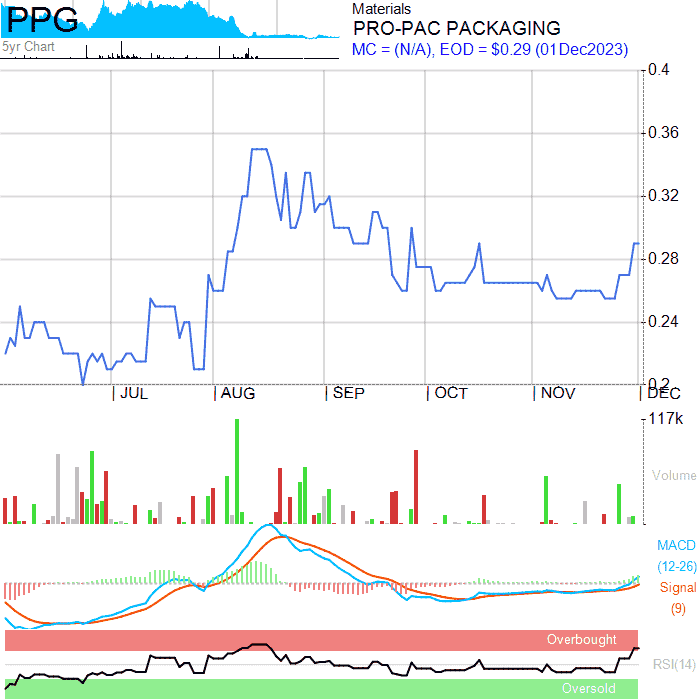 PPG
5yr Chart
Materials
PRO-PAC PACKAGING
MC = (N/A), EOD = $0.29 (01Dec2023)
0.4
0.36
0.32
0.28
0.24
0.2
JUL AUG SEP OCT NOV DEC
117k
Volume
MACD
(12-26)
Signal
(9)
Overbought
RSI(14)
Oversold